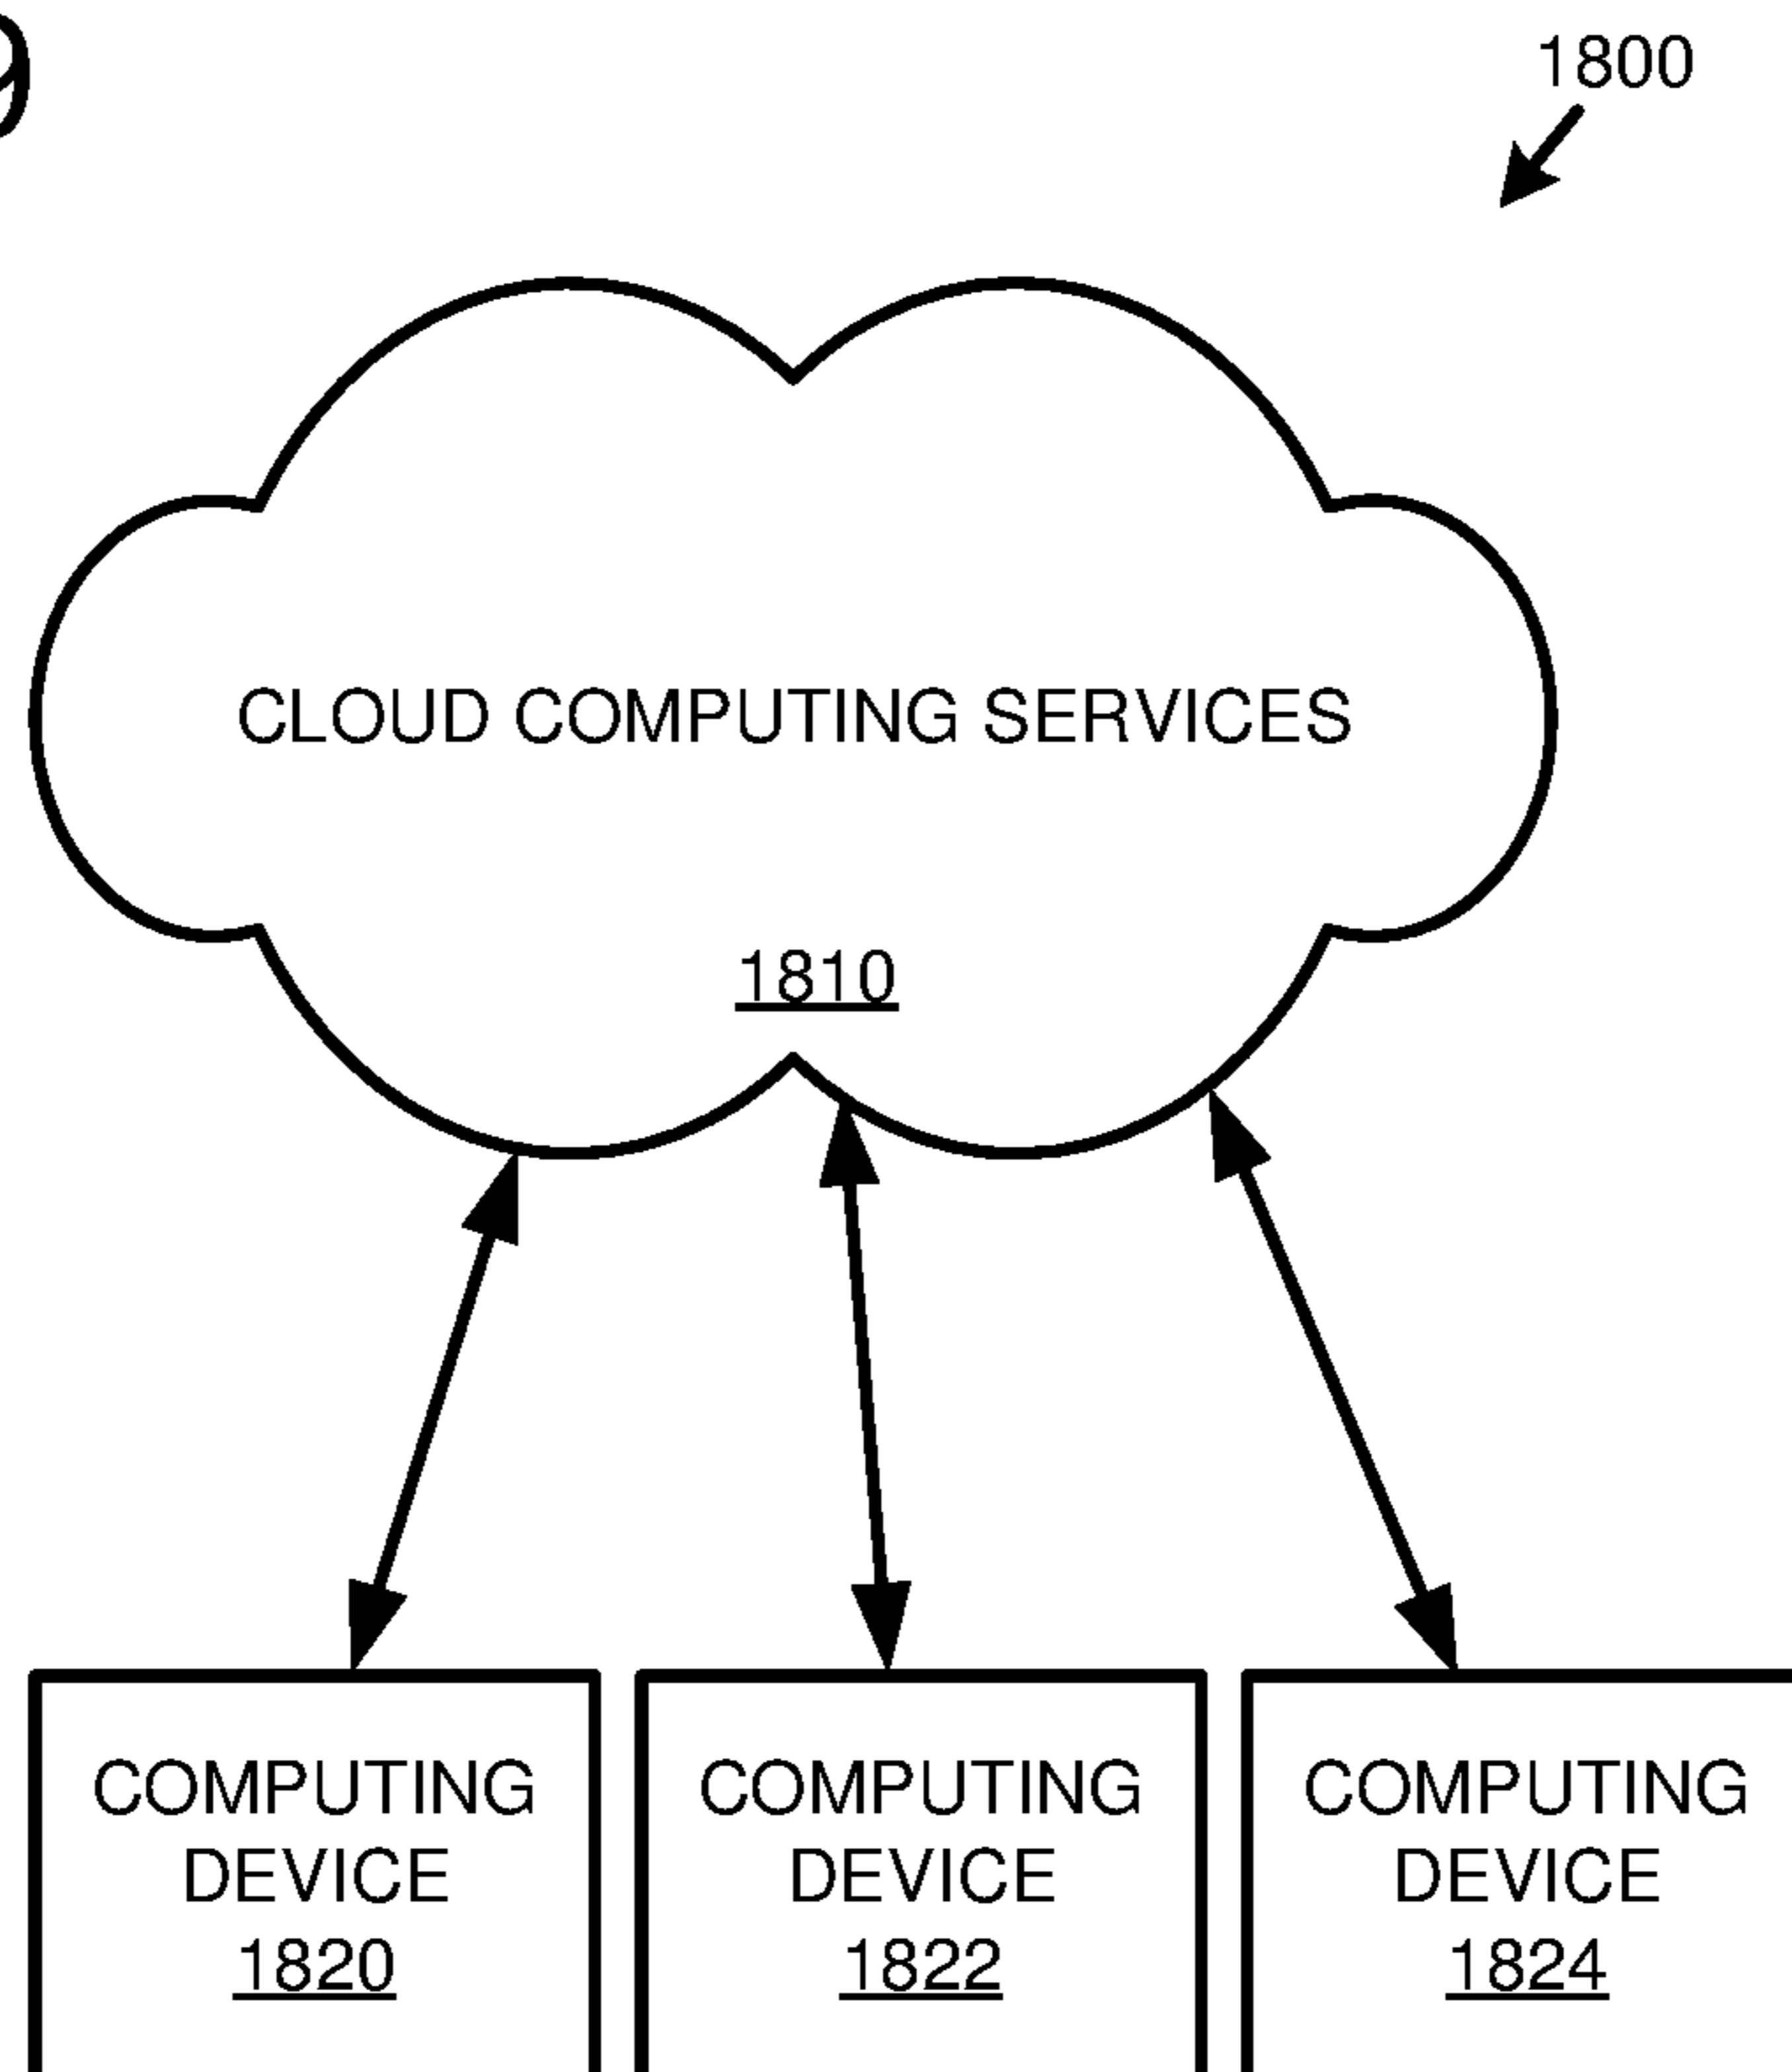 1800
CLOUD COMPUTING SERVICES
1810
COMPUTING
DEVICE
1820
COMPUTING
DEVICE
1822
COMPUTING
DEVICE
1824